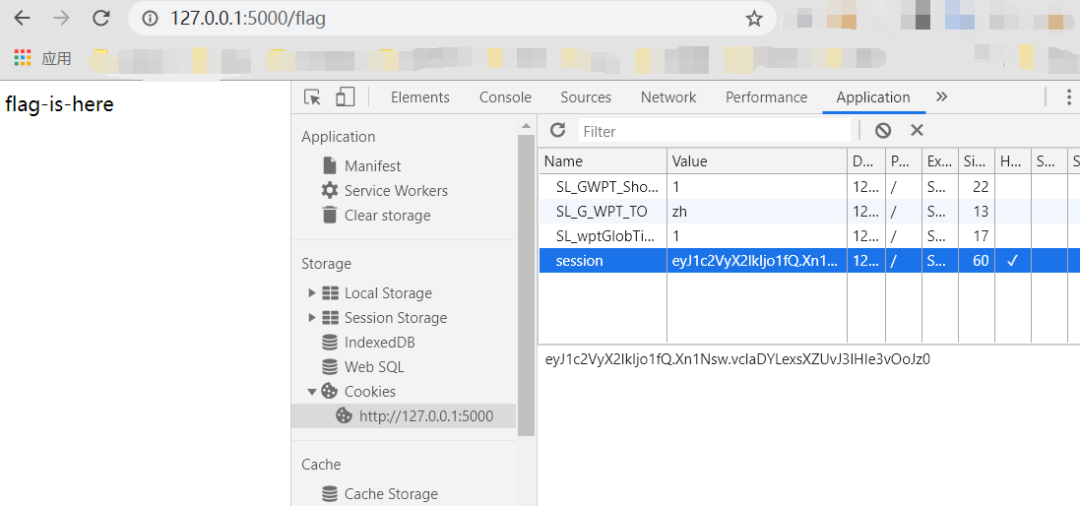 127.0.0.1:5000/flag
应用
flag-is-here
Elements Console Sources Network Performance Application
Application
Manifest
Service Workers
Clear storage
Storage
Local Storage
Session Storage
IndexedDB
Web SQL
Cookies
http://127.0.0.1:5000
Cache
Cache Storage
Filter
Name Value D... P... Ex... Si... H... S... S
SL_GWPT_Sho... 1 12... / S... 22
SL_G_WPT_TO zh 12... / S... 13
SL_wptGlobTi... 1 12... / S... 17
session eyJ1c2VyX2lkIjo1fQ.Xn1... 12... / S... 60 ✓
eyJ1c2VyX2lkIjo1fQ.Xn1Nsw.vclaDYLexsXZUvJ3IHIe3vOoJz0